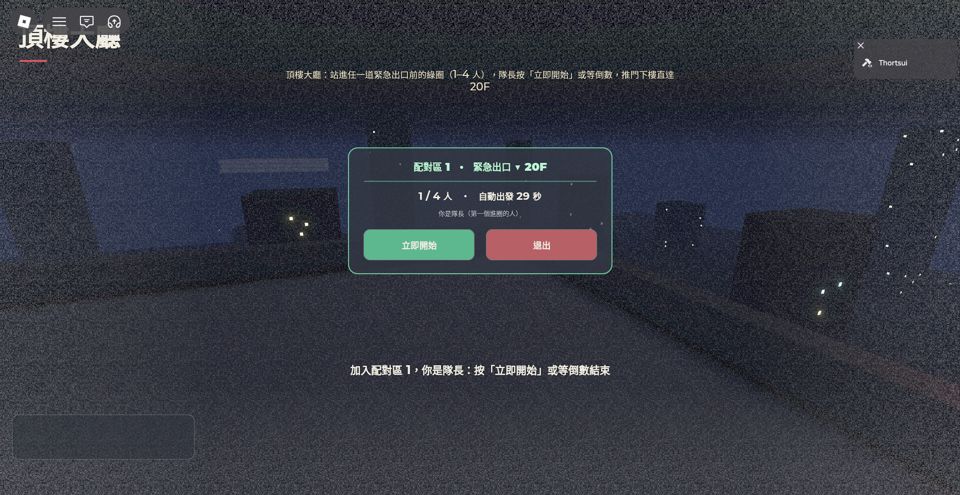 頂樓大廳
Thortsui
頂樓大廳：站進任一道緊急出口前的綠圈（1–4 人），隊長按「立即開始」或等倒數，推門下樓直達
20F
配對區 1 • 緊急出口 ▼ 20F
1 / 4 人 • 自動出發 29 秒
你是隊長（第一個進圈的人）
立即開始
退出
加入配對區 1，你是隊長：按「立即開始」或等倒數結束